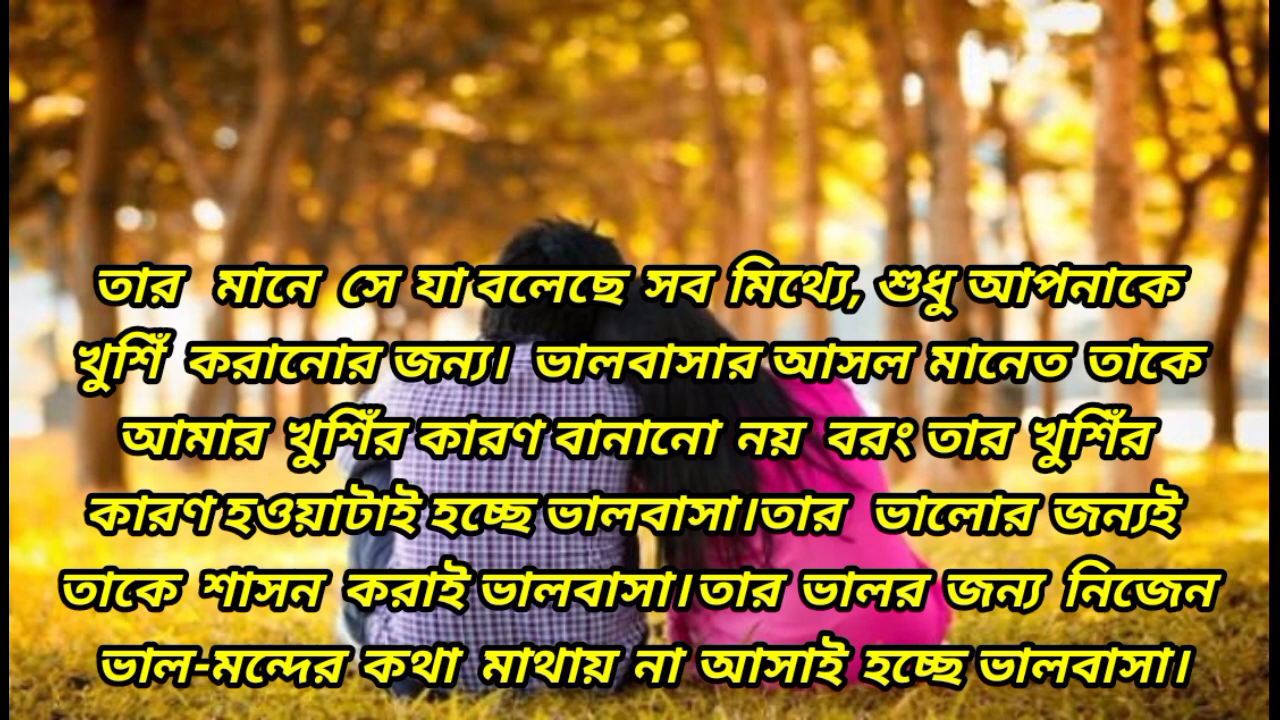 তার মানে সে যা বলেছে সব মিথ্যে, শুধু আপনাকে
খুশিঁ করানোর জন্য। ভালবাসার আসল মানেত তাকে
আমার খুশিঁর কারণ বানানো নয় বরং তার খুশিঁর
কারণ হওয়াটাই হচ্ছে ভালবাসা।তার ভালোর জন্যই
তাকে শাসন করাই ভালবাসা।তার ভালর জন্য নিজেন
ভাল-মন্দের কথা মাথায় না আসাই হচ্ছে ভালবাসা।